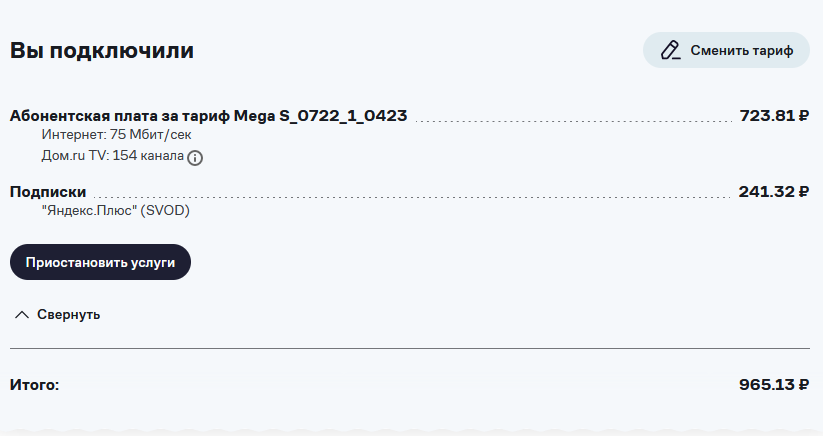 Вы подключили
Сменить тариф
Абонентская плата за тариф Mega S_0722_1_0423 723.81 ₽
Интернет: 75 Мбит/сек
Дом.ru TV: 154 канала
Подписки 241.32 ₽
"Яндекс.Плюс" (SVOD)
Приостановить услуги
Свернуть
Итого: 965.13 ₽